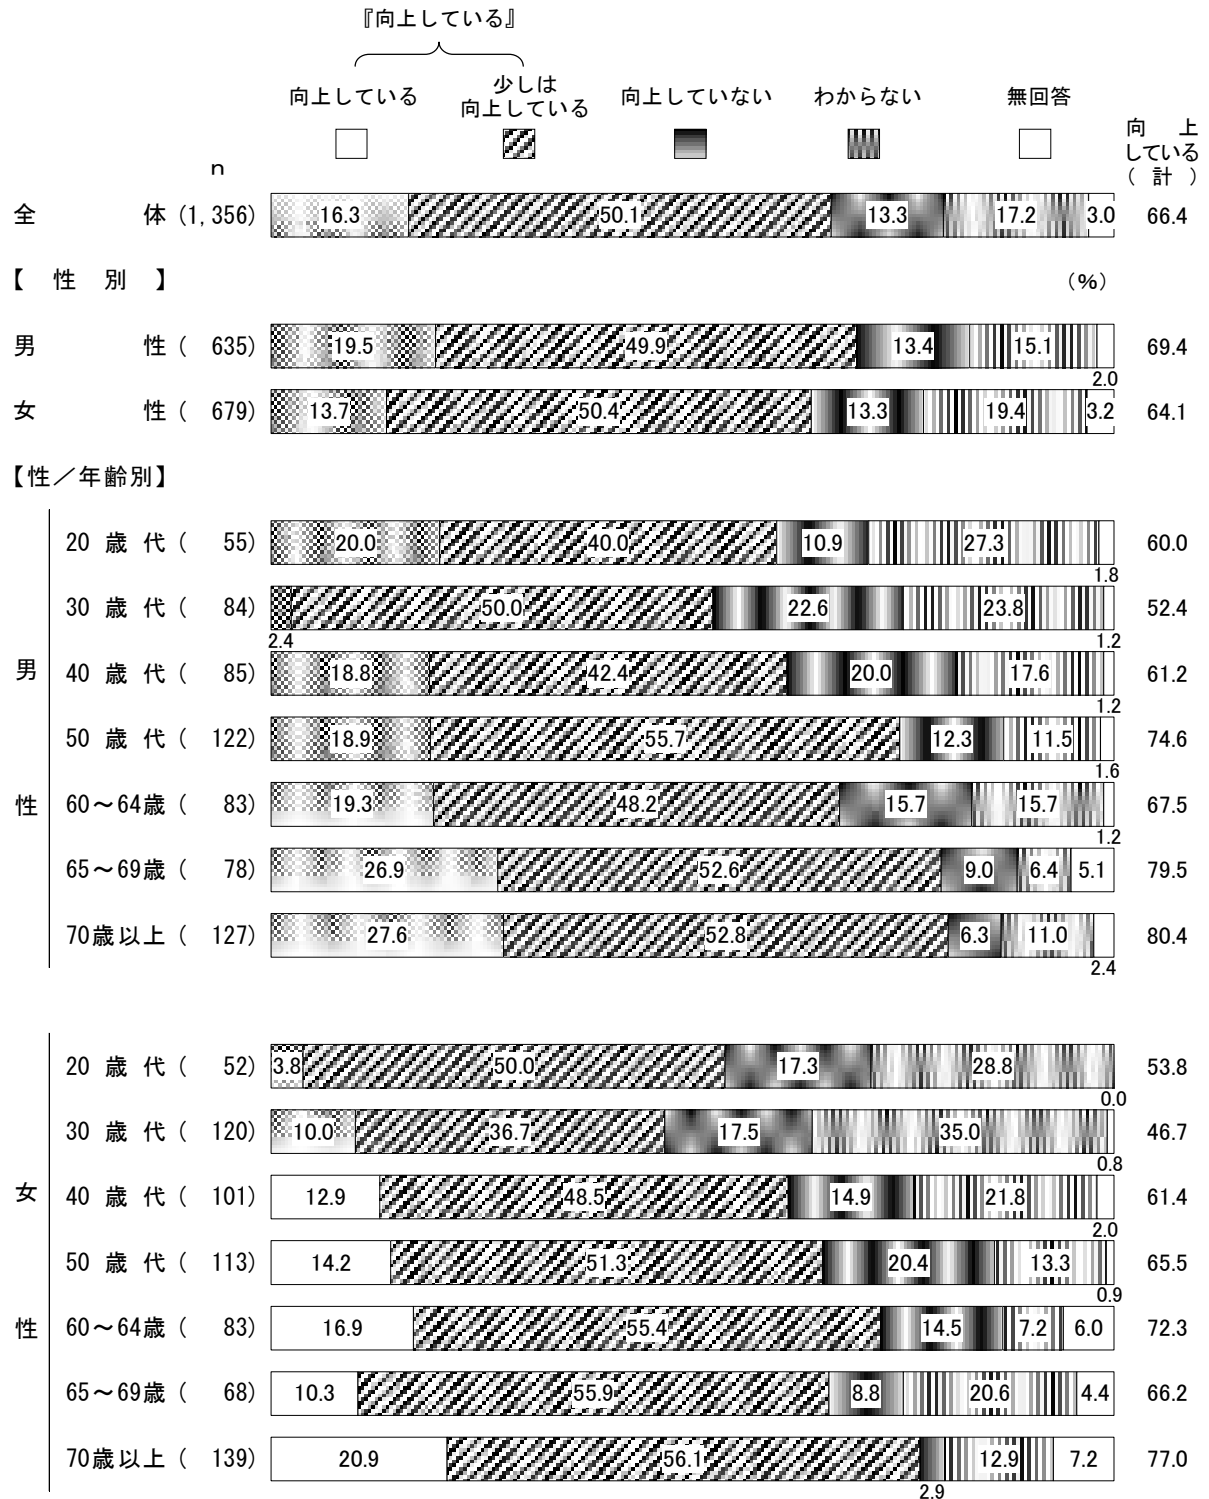 『向上している』
向上している 少しは向上している 向上していない わからない 無回答
向上している(計)
n
全体 (1,356) 16.3 50.1 13.3 17.2 3.0 66.4
【性別】 (%)
男性 ( 635) 19.5 49.9 13.4 15.1 2.0 69.4
女性 ( 679) 13.7 50.4 13.3 19.4 3.2 64.1
【性／年齢別】
男性
20歳代 ( 55) 20.0 40.0 10.9 27.3 1.8 60.0
30歳代 ( 84) 2.4 50.0 22.6 23.8 1.2 52.4
40歳代 ( 85) 18.8 42.4 20.0 17.6 1.2 61.2
50歳代 ( 122) 18.9 55.7 12.3 11.5 1.6 74.6
60～64歳 ( 83) 19.3 48.2 15.7 15.7 1.2 67.5
65～69歳 ( 78) 26.9 52.6 9.0 6.4 5.1 79.5
70歳以上 ( 127) 27.6 52.8 6.3 11.0 2.4 80.4
女性
20歳代 ( 52) 3.8 50.0 17.3 28.8 0.0 53.8
30歳代 ( 120) 10.0 36.7 17.5 35.0 0.8 46.7
40歳代 ( 101) 12.9 48.5 14.9 21.8 2.0 61.4
50歳代 ( 113) 14.2 51.3 20.4 13.3 0.9 65.5
60～64歳 ( 83) 16.9 55.4 14.5 7.2 6.0 72.3
65～69歳 ( 68) 10.3 55.9 8.8 20.6 4.4 66.2
70歳以上 ( 139) 20.9 56.1 2.9 12.9 7.2 77.0